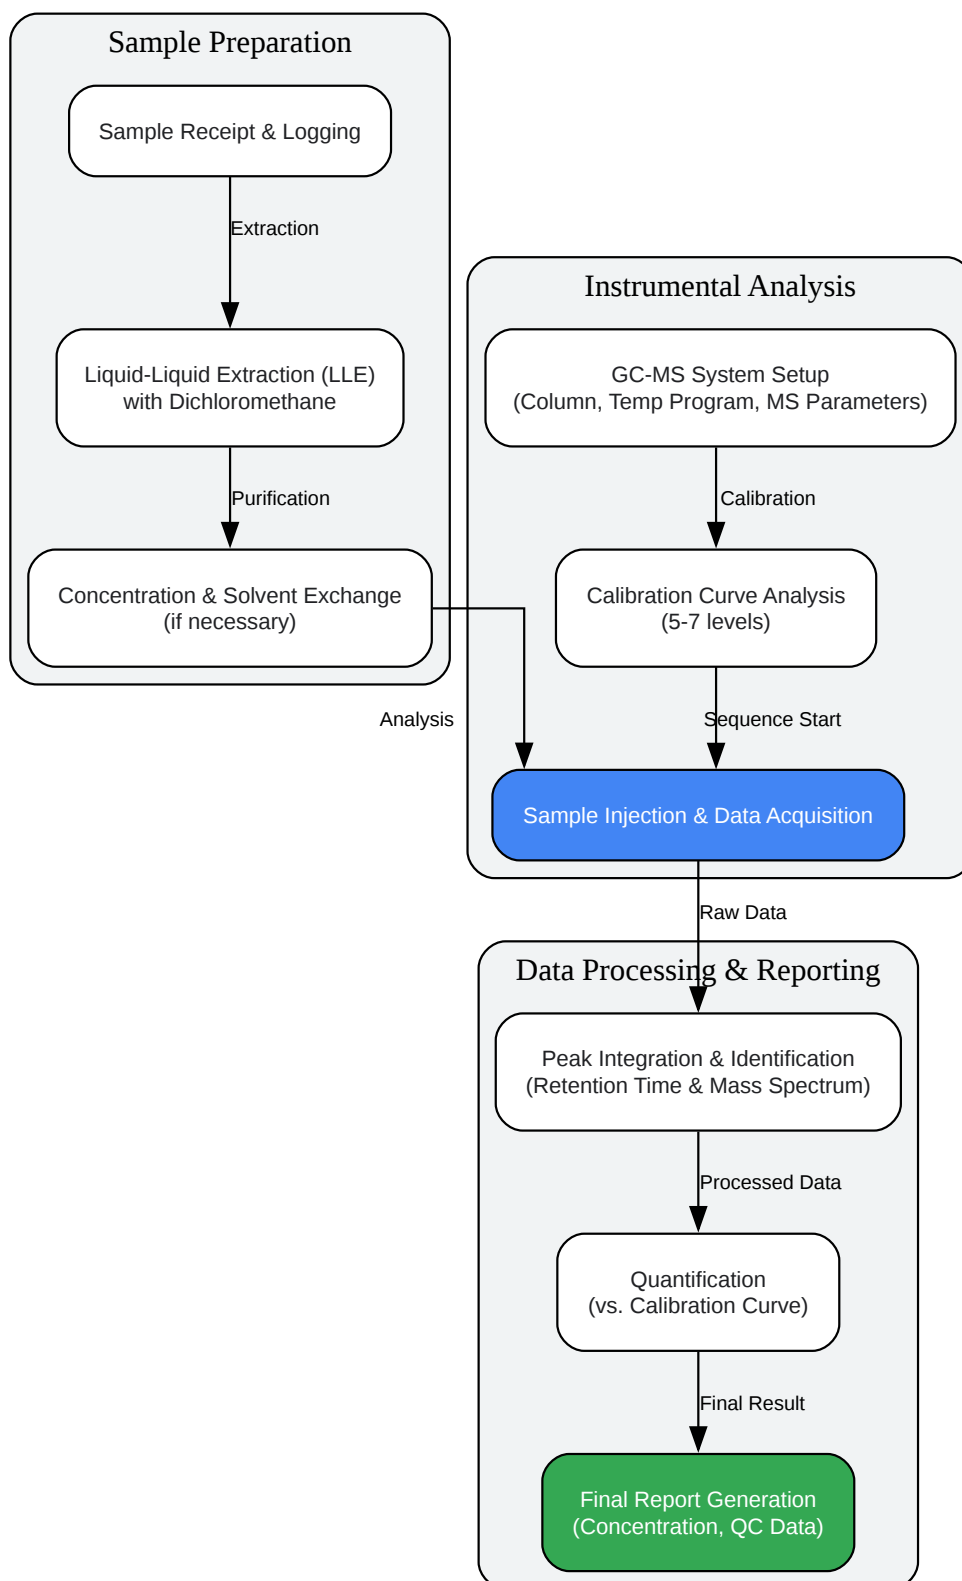 Sample Preparation
Sample Receipt & Logging
Extraction
Liquid-Liquid Extraction (LLE)
with Dichloromethane
Purification
Concentration & Solvent Exchange
(if necessary)
Analysis
Instrumental Analysis
GC-MS System Setup
(Column, Temp Program, MS Parameters)
Calibration
Calibration Curve Analysis
(5-7 levels)
Sequence Start
Sample Injection & Data Acquisition
Raw Data
Data Processing & Reporting
Peak Integration & Identification
(Retention Time & Mass Spectrum)
Processed Data
Quantification
(vs. Calibration Curve)
Final Result
Final Report Generation
(Concentration, QC Data)